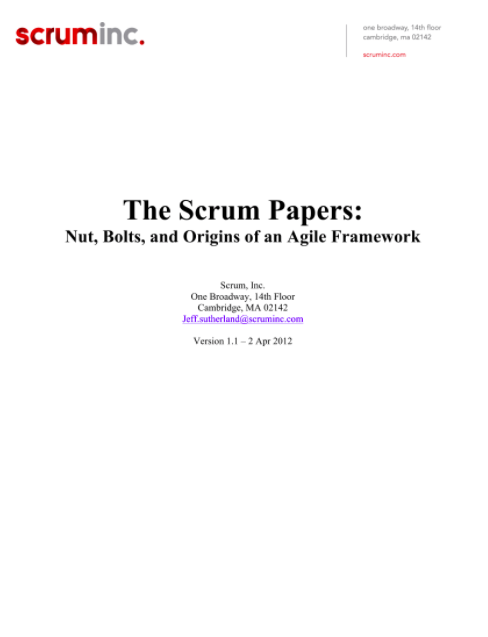 scruminc.
one broadway, 14th floor
cambridge, ma 02142
scruminc.com
The Scrum Papers:
Nut, Bolts, and Origins of an Agile Framework
Scrum, Inc.
One Broadway, 14th Floor
Cambridge, MA 02142
Jeff.sutherland@scruminc.com
Version 1.1 – 2 Apr 2012